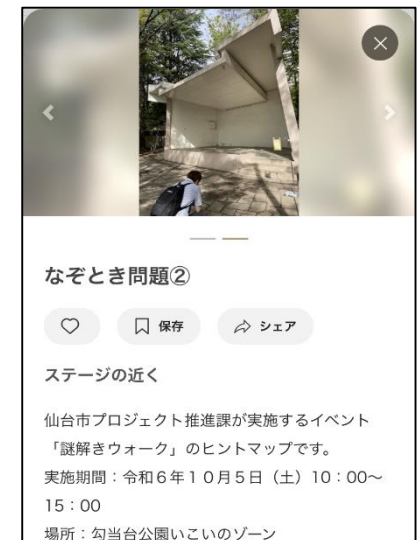 なぞとき問題②
保存
シェア
ステージの近く
仙台市プロジェクト推進課が実施するイベント
「謎解きウォーク」のヒントマップです。
実施期間：令和6年１０月５日（土）10：00～
15：00
場所：勾当台公園いこいのゾーン